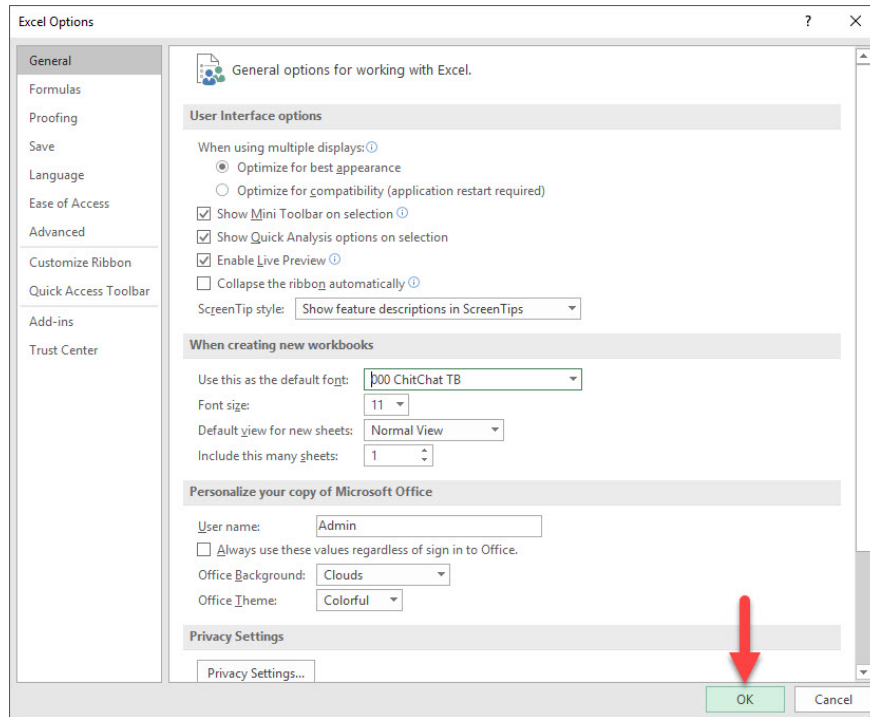 Excel Options
General
Formulas
Proofing
Save
Language
Ease of Access
Advanced
Customize Ribbon
Quick Access Toolbar
Add-ins
Trust Center
General options for working with Excel.
User Interface options
When using multiple displays:
Optimize for best appearance
Optimize for compatibility (application restart required)
Show Mini Toolbar on selection
Show Quick Analysis options on selection
Enable Live Preview
Collapse the ribbon automatically
ScreenTip style: Show feature descriptions in ScreenTips
When creating new workbooks
Use this as the default font: 000 ChitChat TB
Font size: 11
Default view for new sheets: Normal View
Include this many sheets: 1
Personalize your copy of Microsoft Office
User name: Admin
Always use these values regardless of sign in to Office.
Office Background: Clouds
Office Theme: Colorful
Privacy Settings
Privacy Settings...
OK Cancel